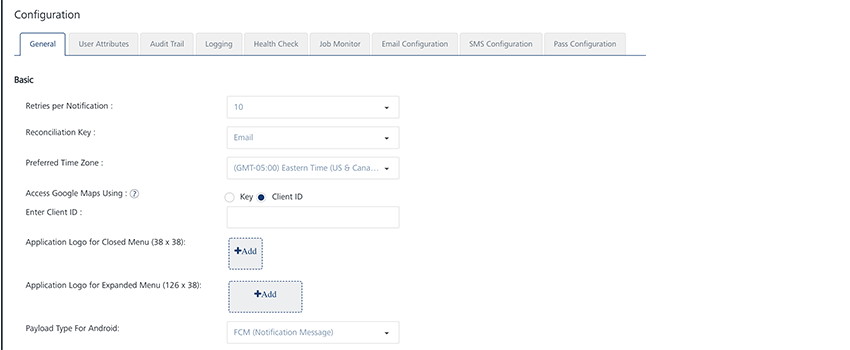 Configuration
General User Attributes Audit Trail Logging Health Check Job Monitor Email Configuration SMS Configuration Pass Configuration
Basic
Retries per Notification : 10
Reconciliation Key : Email
Preferred Time Zone : (GMT-05:00) Eastern Time (US & Cana...
Access Google Maps Using : ? Key Client ID
Enter Client ID :
Application Logo for Closed Menu (38 x 38): +Add
Application Logo for Expanded Menu (126 x 38): +Add
Payload Type For Android: FCM (Notification Message)